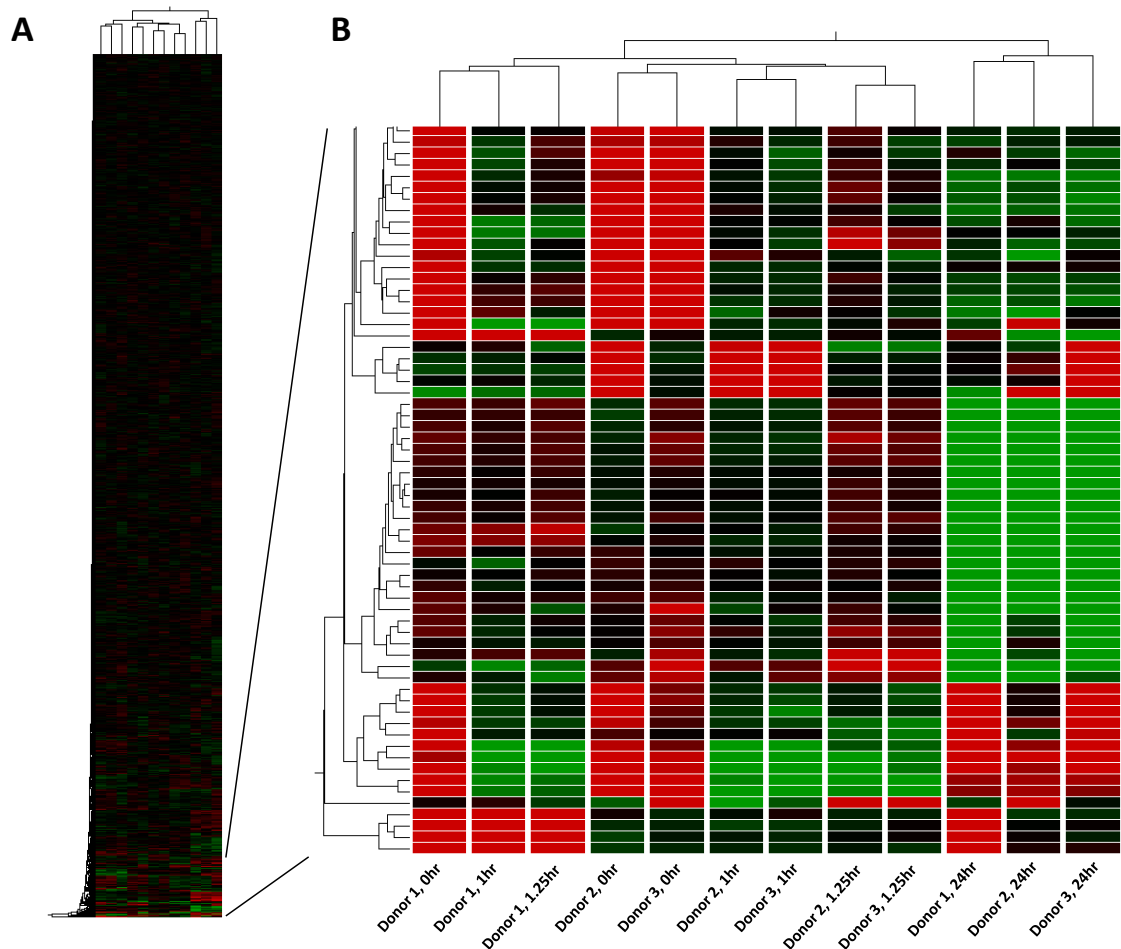 A
B
Donor 1, 0hr
Donor 1, 1hr
Donor 1, 1.25hr
Donor 2, 0hr
Donor 3, 0hr
Donor 2, 1hr
Donor 3, 1hr
Donor 2, 1.25hr
Donor 3, 1.25hr
Donor 1, 24hr
Donor 2, 24hr
Donor 3, 24hr